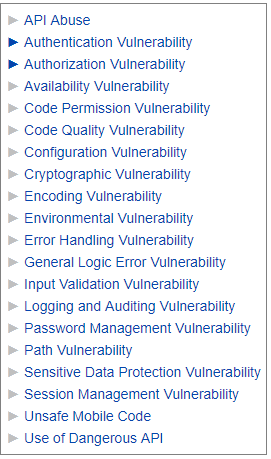 API Abuse
Authentication Vulnerability
Authorization Vulnerability
Availability Vulnerability
Code Permission Vulnerability
Code Quality Vulnerability
Configuration Vulnerability
Cryptographic Vulnerability
Encoding Vulnerability
Environmental Vulnerability
Error Handling Vulnerability
General Logic Error Vulnerability
Input Validation Vulnerability
Logging and Auditing Vulnerability
Password Management Vulnerability
Path Vulnerability
Sensitive Data Protection Vulnerability
Session Management Vulnerability
Unsafe Mobile Code
Use of Dangerous API